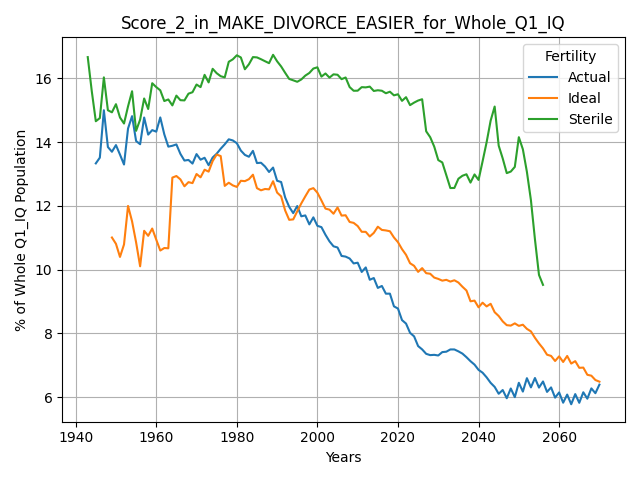 Score_2_in_MAKE_DIVORCE_EASIER_for_Whole_Q1_IQ
Fertility
Actual
Ideal
Sterile
% of Whole Q1_IQ Population
16
14
12
10
8
6
1940
1960
1980
2000
2020
2040
2060
Years